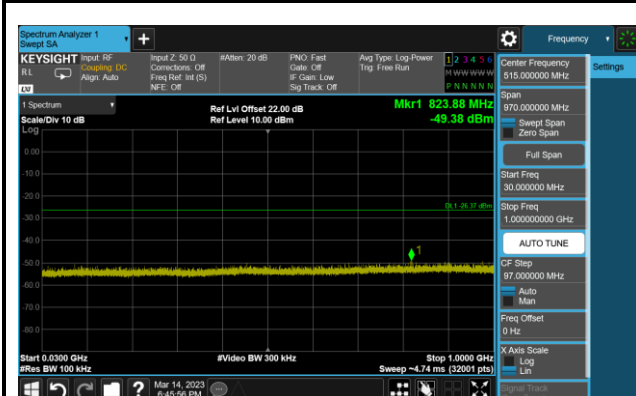 Spectrum Analyzer 1
Swept SA
Frequency
KEYSIGHT
RL
LXI
Input: RF
Coupling: DC
Align: Auto
Input Z: 50 Ω
Corrections: Off
Freq Ref: Int (S)
NFE: Off
#Atten: 20 dB
PNO: Fast
Gate: Off
IF Gain: Low
Sig Track: Off
Avg Type: Log-Power
Trig: Free Run
1 2 3 4 5 6
M W W W W W
P N N N N N
Center Frequency
515.000000 MHz
Settings
1 Spectrum
Scale/Div 10 dB
Log
Ref Lvl Offset 22.00 dB
Ref Level 10.00 dBm
Mkr1 823.88 MHz
-49.38 dBm
Span
970.000000 MHz
Swept Span
Zero Span
Full Span
Start Freq
30.000000 MHz
Stop Freq
1.000000000 GHz
AUTO TUNE
CF Step
97.000000 MHz
Auto
Man
Freq Offset
0 Hz
X Axis Scale
Log
Lin
Signal Track
0.00
-10.0
-20.0
DL1 -26.37 dBm
-30.0
-40.0
1
-50.0
-60.0
-70.0
-80.0
Start 0.0300 GHz
#Res BW 100 kHz
#Video BW 300 kHz
Stop 1.0000 GHz
Sweep ~4.74 ms (32001 pts)
?
Mar 14, 2023
6:45:56 PM